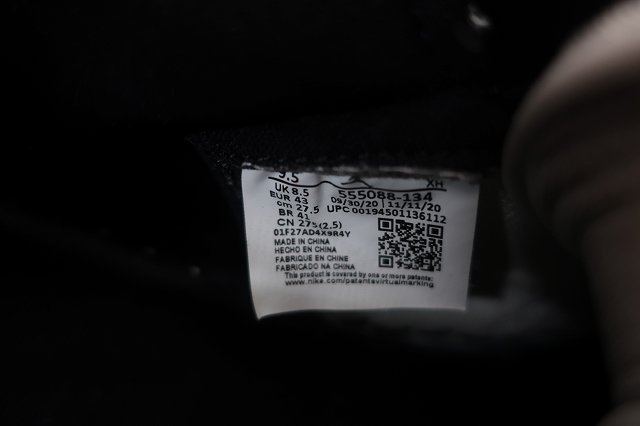 9.5 XH
UK 8.5 555088-134
EUR 43 09/30/20 | 11/11/20
cm 27.5 UPC 00194501136112
BR 41
CN 275(2.5)
01F27AD4X9R4Y
MADE IN CHINA
HECHO EN CHINA
FABRIQUE EN CHINE
FABRICADO NA CHINA
This product is covered by one or more patents:
www.nike.com/patentsvirtualmarking